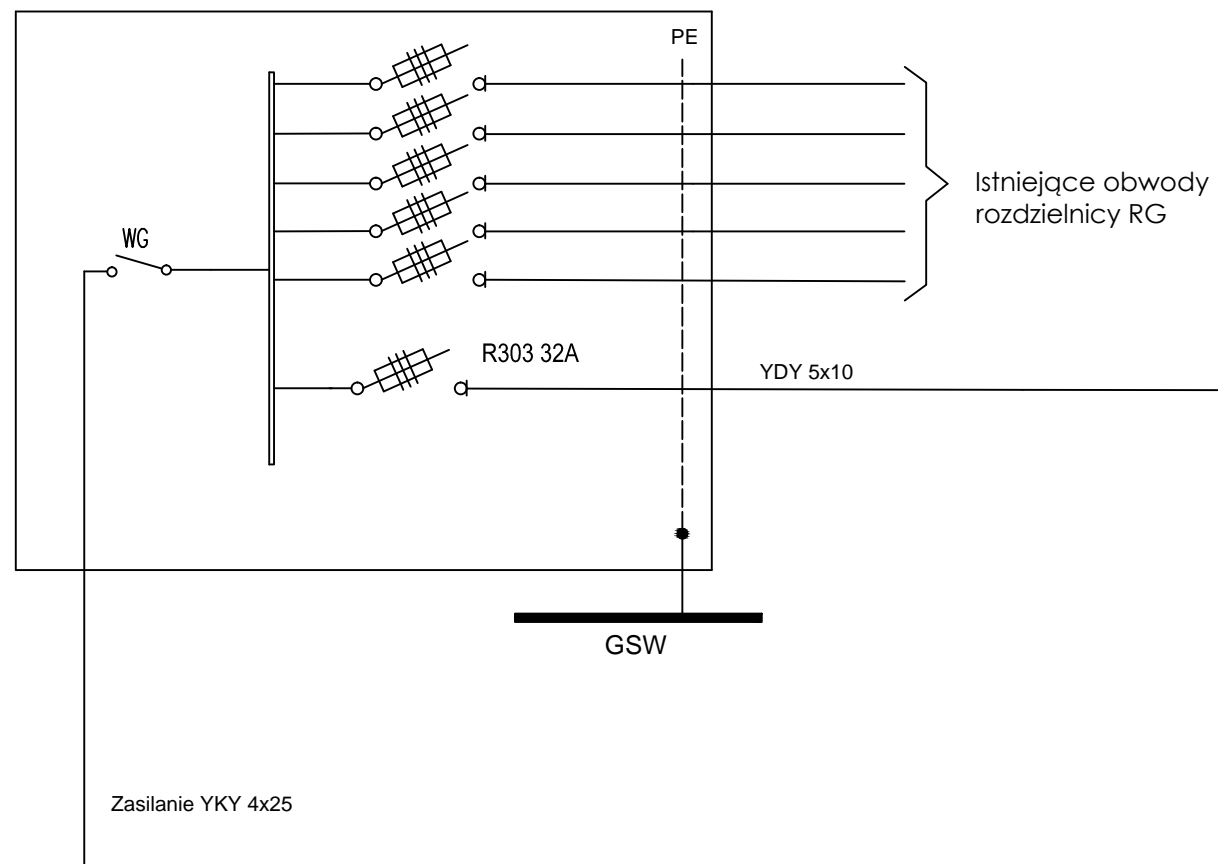 PE
Istniejące obwody
rozdzielnicy RG
WG
R303 32A
YDY 5x10
GSW
Zasilanie YKY 4x25